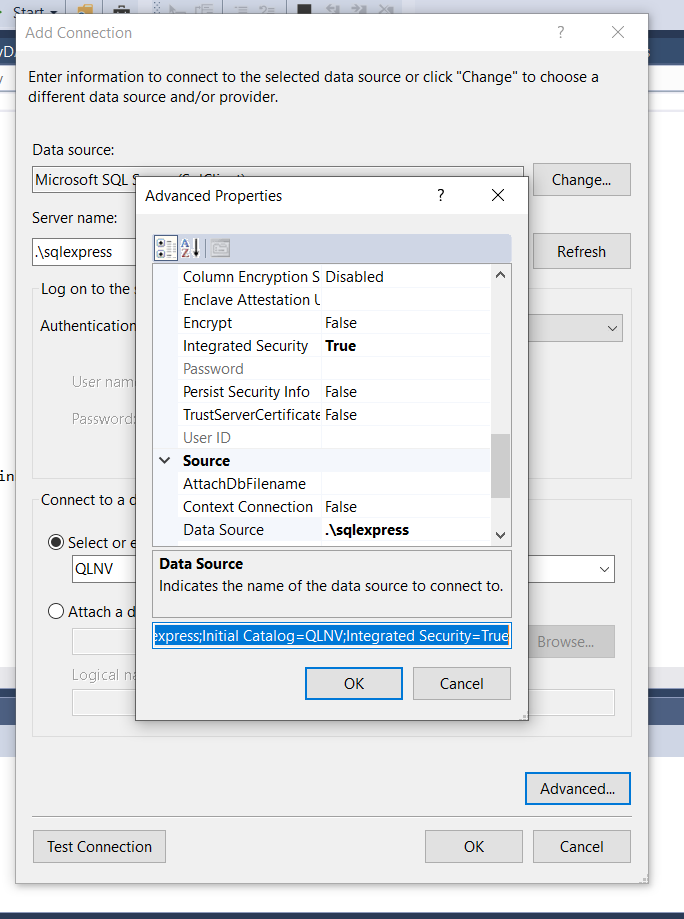 Start
Add Connection
?
Enter information to connect to the selected data source or click "Change" to choose a
different data source and/or provider.
Data source:
Microsoft SQL
Change...
Server name:
.\sqlexpress
Refresh
Log on to the
Authentication
User nam
Password:
Connect to a d
Select or e
QLNV
Attach a d
Browse...
Logical na
Advanced...
Test Connection
OK
Cancel
Advanced Properties
?
Column Encryption S Disabled
Enclave Attestation U
Encrypt False
Integrated Security True
Password
Persist Security Info False
TrustServerCertificate False
User ID
Source
AttachDbFilename
Context Connection False
Data Source .\sqlexpress
Data Source
Indicates the name of the data source to connect to.
express;Initial Catalog=QLNV;Integrated Security=True
OK
Cancel
in